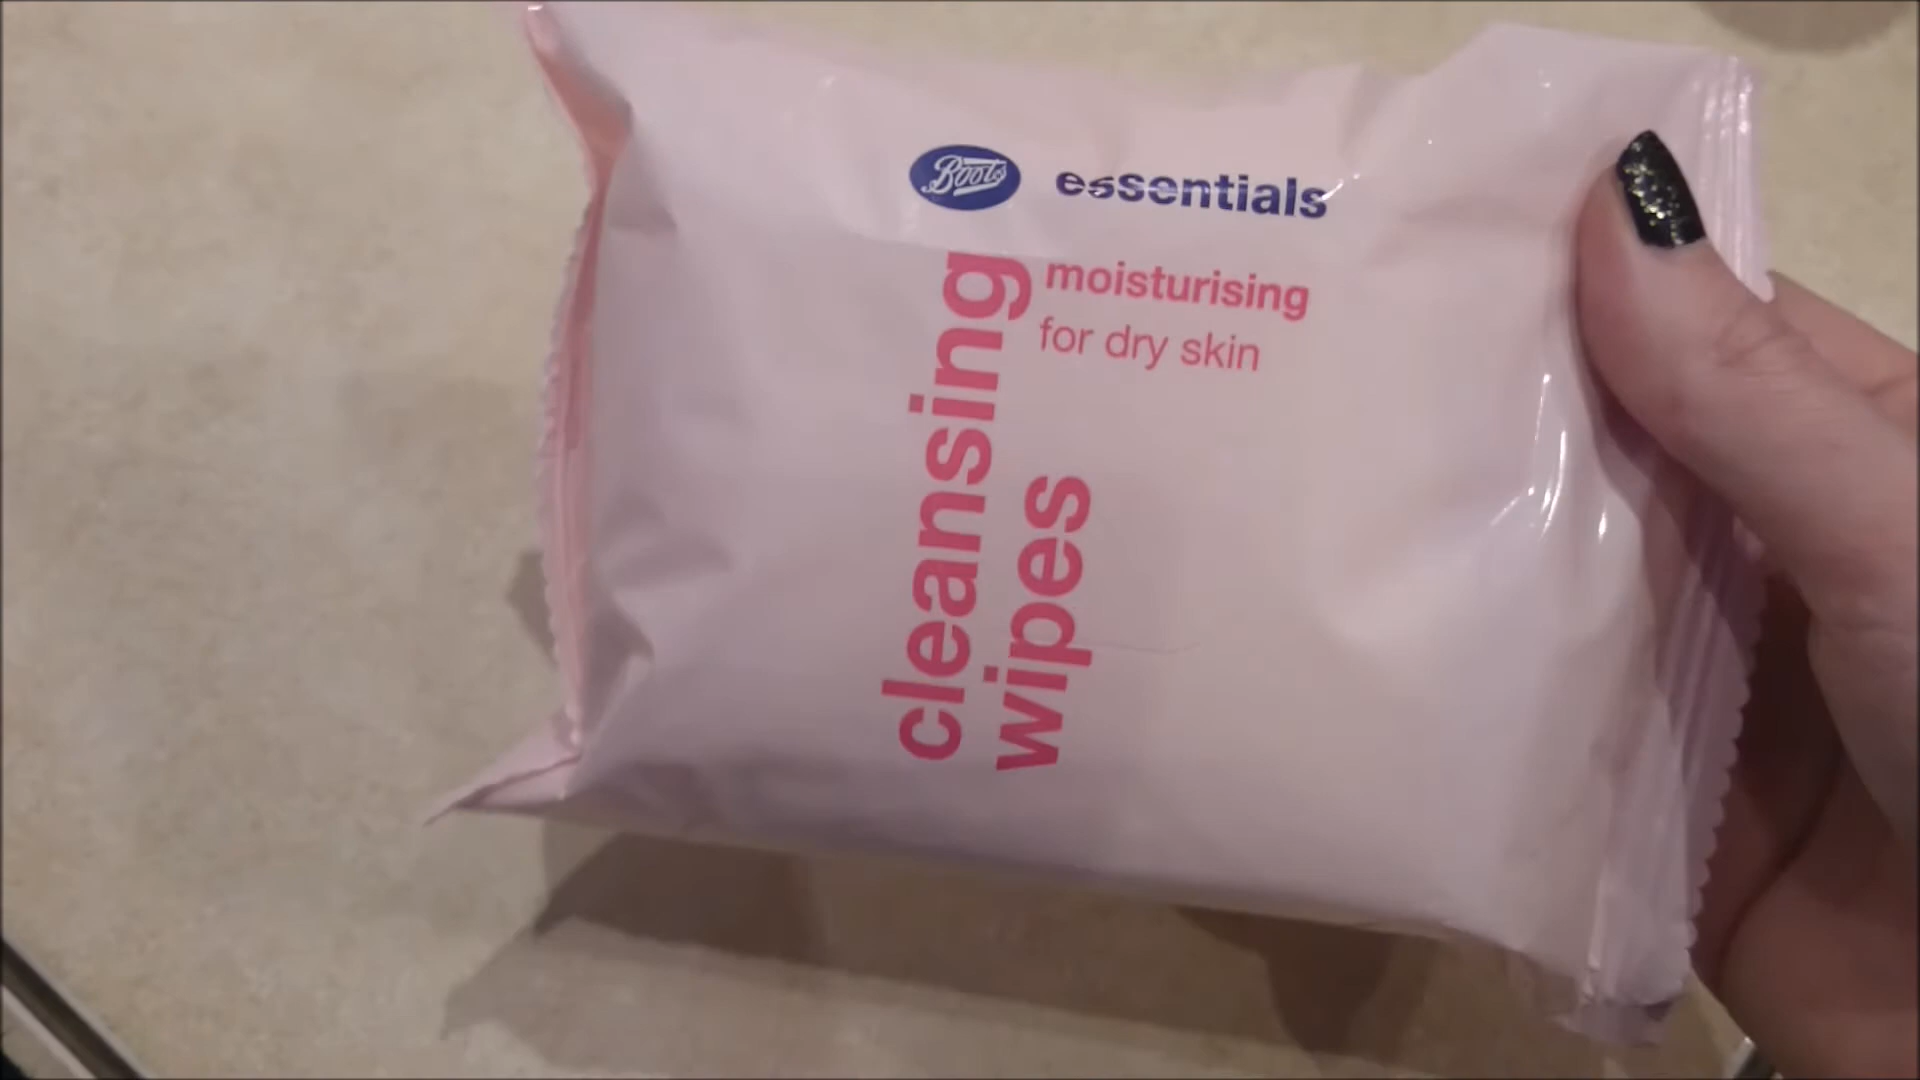 Boots essentials
moisturising
for dry skin
cleansing
wipes